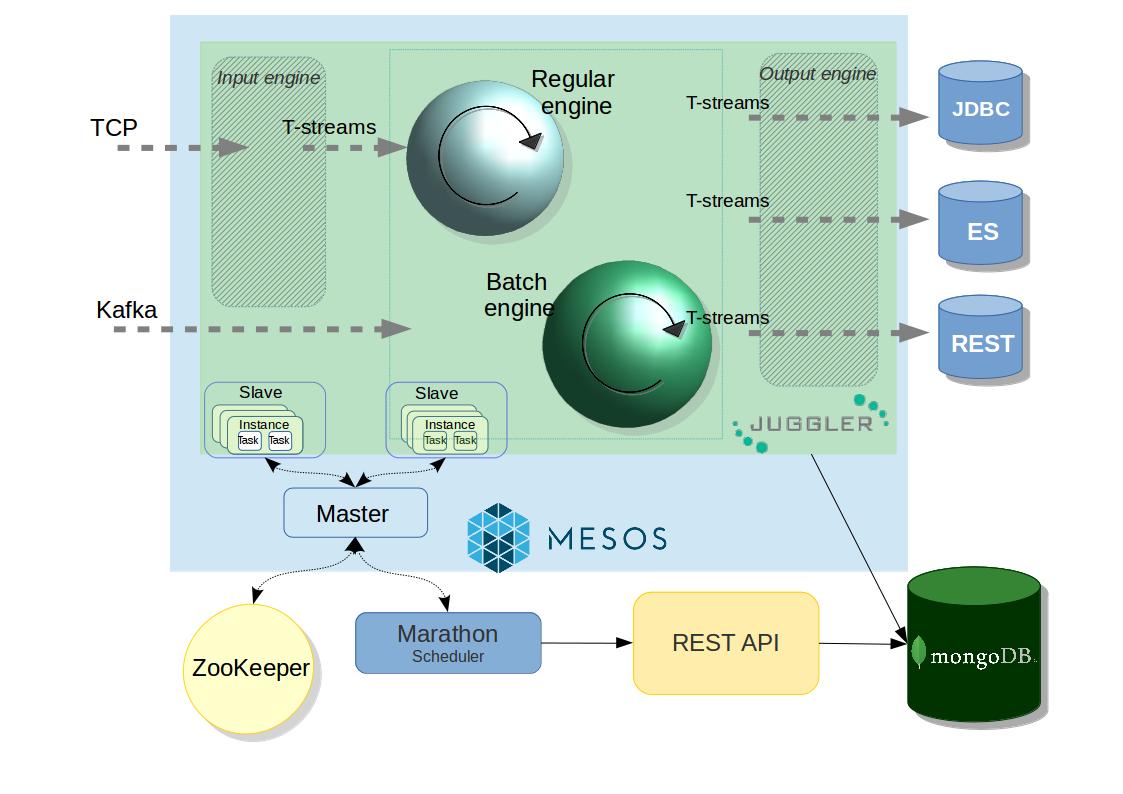 Input engine
Regular
engine
Output engine
T-streams
JDBC
TCP
T-streams
T-streams
ES
Batch
engine
Kafka
T-streams
REST
Slave
Instance
Task Task
Slave
Instance
Task Task
JUGGLER
Master
MESOS
ZooKeeper
Marathon
Scheduler
REST API
mongoDB